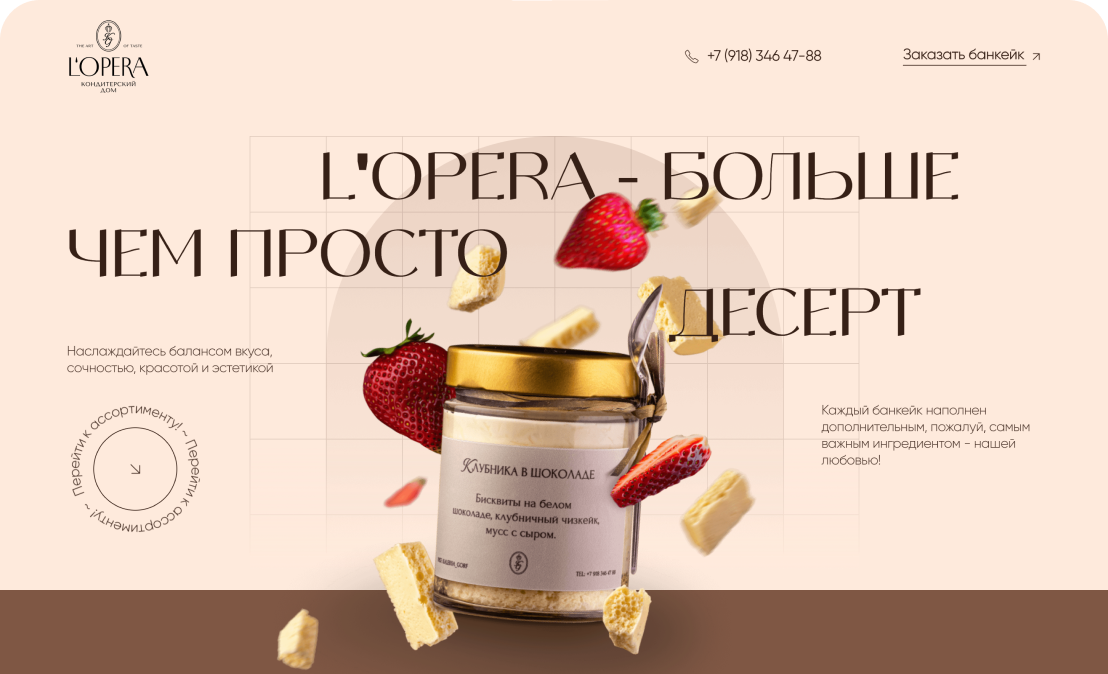 THE ART OF TASTE
L'OPERA
КОНДИТЕРСКИЙ
ДОМ
+7 (918) 346 47-88
Заказать банкейк
L'OPERA - БОЛЬШЕ
ЧЕМ ПРОСТО
ДЕСЕРТ
Наслаждайтесь балансом вкуса,
сочностью, красотой и эстетикой
Перейти к ассортименту! ~ Перейти к ассортименту! ~
Каждый банкейк наполнен
дополнительным, пожалуй, самым
важным ингредиентом - нашей
любовью!
Клубника в шоколаде
Бисквиты на белом
шоколаде, клубничный чизкейк,
мусс с сыром.
TEL: +7 918 346 47 88